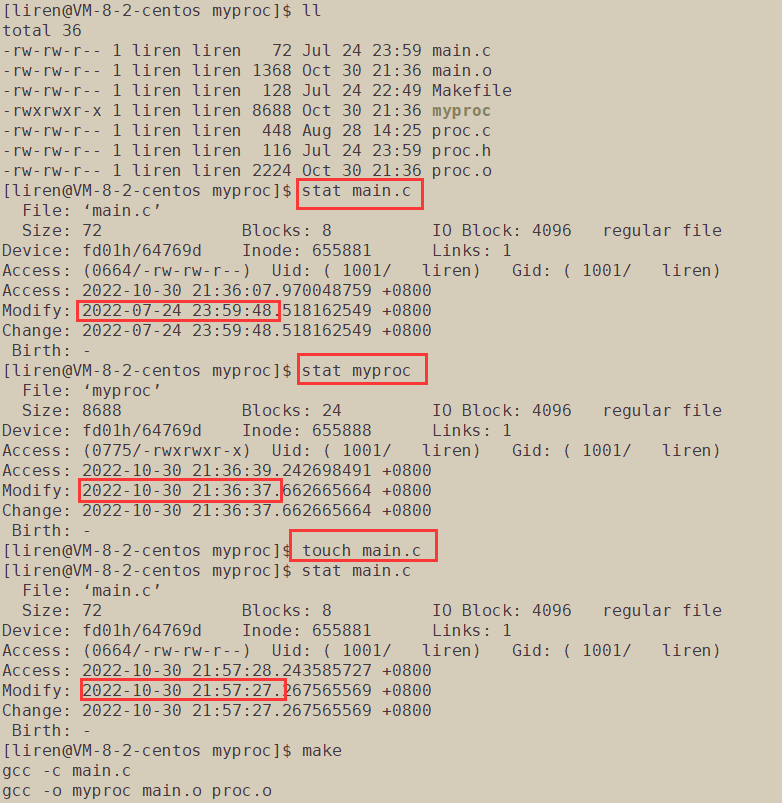 [liren@VM-8-2-centos myproc]$ ll
total 36
-rw-rw-r-- 1 liren liren   72 Jul 24 23:59 main.c
-rw-rw-r-- 1 liren liren 1368 Oct 30 21:36 main.o
-rw-rw-r-- 1 liren liren  128 Jul 24 22:49 Makefile
-rwxrwxr-x 1 liren liren 8688 Oct 30 21:36 myproc
-rw-rw-r-- 1 liren liren  448 Aug 28 14:25 proc.c
-rw-rw-r-- 1 liren liren  116 Jul 24 23:59 proc.h
-rw-rw-r-- 1 liren liren 2224 Oct 30 21:36 proc.o
[liren@VM-8-2-centos myproc]$ stat main.c
  File: ‘main.c’
  Size: 72              Blocks: 8          IO Block: 4096   regular file
Device: fd01h/64769d    Inode: 655881      Links: 1
Access: (0664/-rw-rw-r--)  Uid: ( 1001/   liren)   Gid: ( 1001/   liren)
Access: 2022-10-30 21:36:07.970048759 +0800
Modify: 2022-07-24 23:59:48.518162549 +0800
Change: 2022-07-24 23:59:48.518162549 +0800
 Birth: -
[liren@VM-8-2-centos myproc]$ stat myproc
  File: ‘myproc’
  Size: 8688            Blocks: 24         IO Block: 4096   regular file
Device: fd01h/64769d    Inode: 655888      Links: 1
Access: (0775/-rwxrwxr-x)  Uid: ( 1001/   liren)   Gid: ( 1001/   liren)
Access: 2022-10-30 21:36:39.242698491 +0800
Modify: 2022-10-30 21:36:37.662665664 +0800
Change: 2022-10-30 21:36:37.662665664 +0800
 Birth: -
[liren@VM-8-2-centos myproc]$ touch main.c
[liren@VM-8-2-centos myproc]$ stat main.c
  File: ‘main.c’
  Size: 72              Blocks: 8          IO Block: 4096   regular file
Device: fd01h/64769d    Inode: 655881      Links: 1
Access: (0664/-rw-rw-r--)  Uid: ( 1001/   liren)   Gid: ( 1001/   liren)
Access: 2022-10-30 21:57:28.243585727 +0800
Modify: 2022-10-30 21:57:27.267565569 +0800
Change: 2022-10-30 21:57:27.267565569 +0800
 Birth: -
[liren@VM-8-2-centos myproc]$ make
gcc -c main.c
gcc -o myproc main.o proc.o